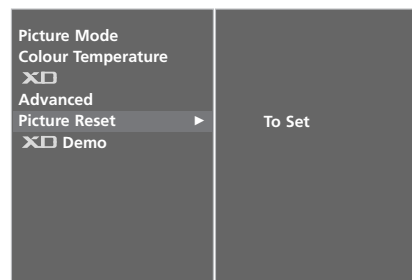 Picture Mode
Colour Temperature
XD
Advanced
Picture Reset ►
XD Demo
To Set